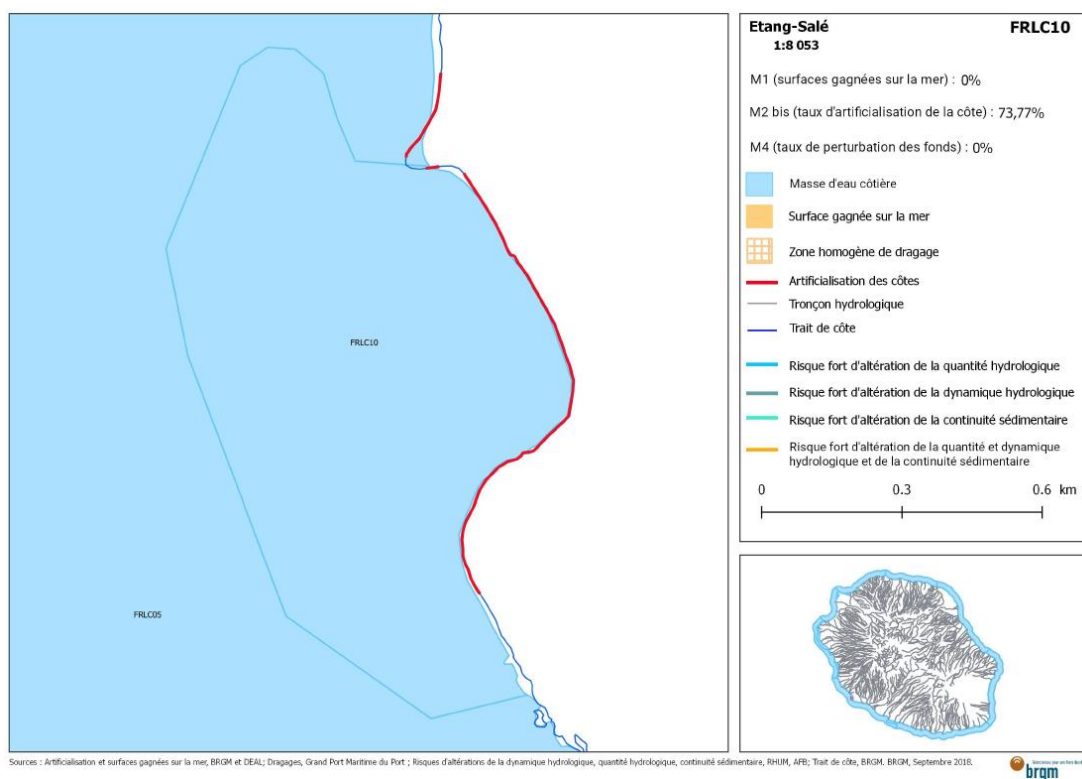 Etang-Salé FRLC10
1:8 053
M1 (surfaces gagnées sur la mer) : 0%
M2 bis (taux d'artificialisation de la côte) : 73,77%
M4 (taux de perturbation des fonds) : 0%
Masse d'eau côtière
Surface gagnée sur la mer
Zone homogène de dragage
Artificialisation des côtes
Tronçon hydrologique
Trait de côte
Risque fort d'altération de la quantité hydrologique
Risque fort d'altération de la dynamique hydrologique
Risque fort d'altération de la continuité sédimentaire
Risque fort d'altération de la quantité et dynamique
hydrologique et de la continuité sédimentaire
0 0.3 0.6 km
FRLC10
FRLC05
Sources : Artificialisation et surfaces gagnées sur la mer, BRGM et DEAL; Dragages, Grand Port Maritime du Port ; Risques d'altérations de la dynamique hydrologique, quantité hydrologique, continuité sédimentaire, RHUM, AFB; Trait de côte, BRGM. BRGM, Septembre 2018.
brgm